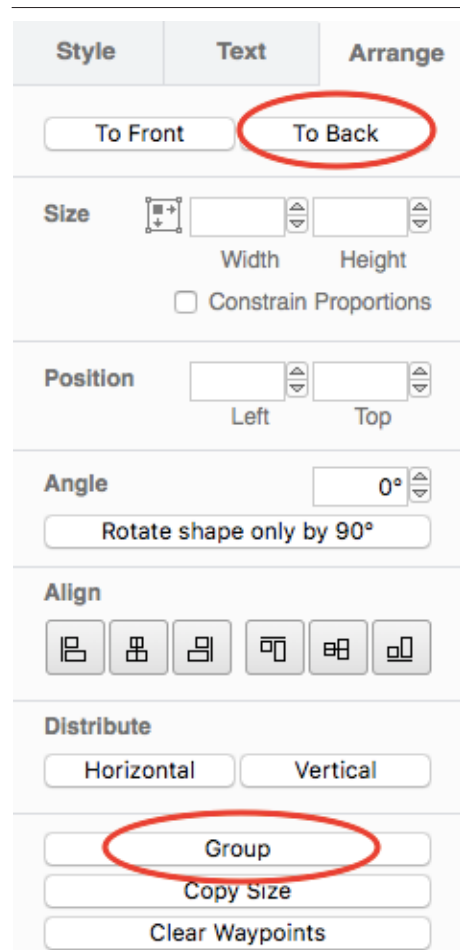 Style Text Arrange
To Front To Back
Size
Width Height
Constrain Proportions
Position
Left Top
Angle 0°
Rotate shape only by 90°
Align
Distribute
Horizontal Vertical
Group
Copy Size
Clear Waypoints